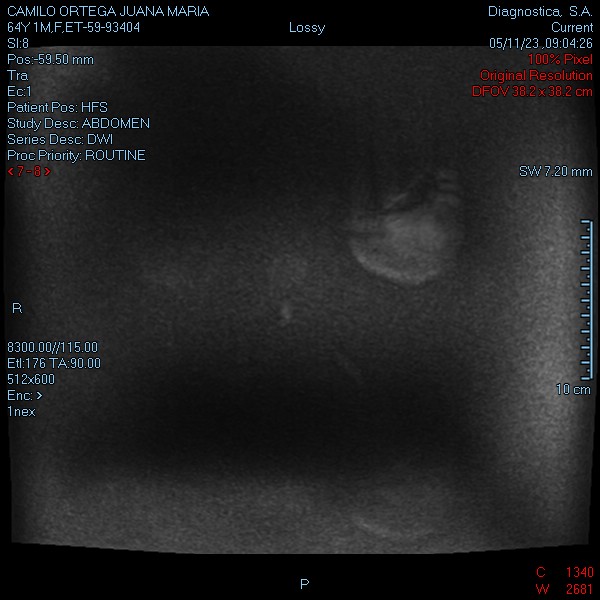 CAMILO ORTEGA JUANA MARIA
64Y 1M,F,ET-59-93404
Sl:8
Pos:-59.50 mm
Tra
Ec:1
Patient Pos: HFS
Study Desc: ABDOMEN
Series Desc: DWI
Proc Priority: ROUTINE
< 7 - 8 >
Lossy
Diagnostica, S.A.
Current
05/11/23 ,09:04:26
100% Pixel
Original Resolution
DFOV 38.2 x 38.2 cm
SW 7.20 mm
R
8300.00//115.00
Etl:176 TA:90.00
512x600
Enc: >
1nex
10 cm
P
C 1340
W 2681